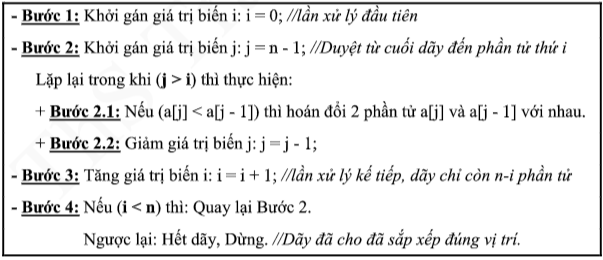 - Bước 1: Khởi gán giá trị biến i: i = 0; //lần xử lý đầu tiên
- Bước 2: Khởi gán giá trị biến j: j = n - 1; //Duyệt từ cuối dãy đến phần tử thứ i
Lặp lại trong khi (j > i) thì thực hiện:
+ Bước 2.1: Nếu (a[j] < a[j - 1]) thì hoán đổi 2 phần tử a[j] và a[j - 1] với nhau.
+ Bước 2.2: Giảm giá trị biến j: j = j - 1;
- Bước 3: Tăng giá trị biến i: i = i + 1; //lần xử lý kế tiếp, dãy chỉ còn n-i phần tử
- Bước 4: Nếu (i < n) thì: Quay lại Bước 2.
Ngược lại: Hết dãy, Dừng. //Dãy đã cho đã sắp xếp đúng vị trí.